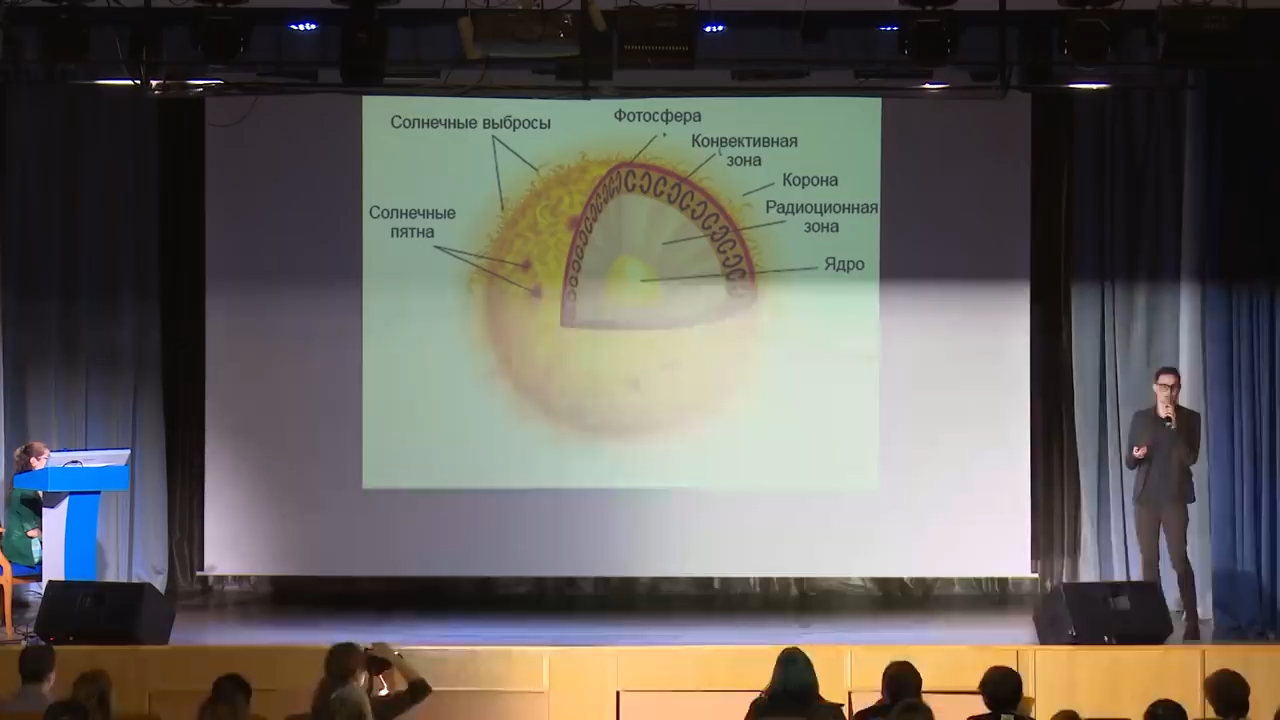 Солнечные выбросы
Фотосфера
Конвективная
зона
Корона
Солнечные
пятна
Радиоционная
зона
Ядро